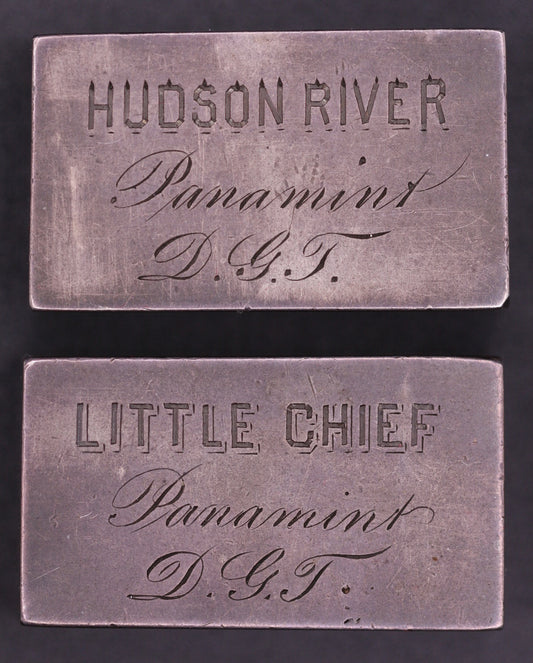 HUDSON RIVER
Panamint
D.G.T.
LITTLE CHIEF
Panamint
D.G.T.